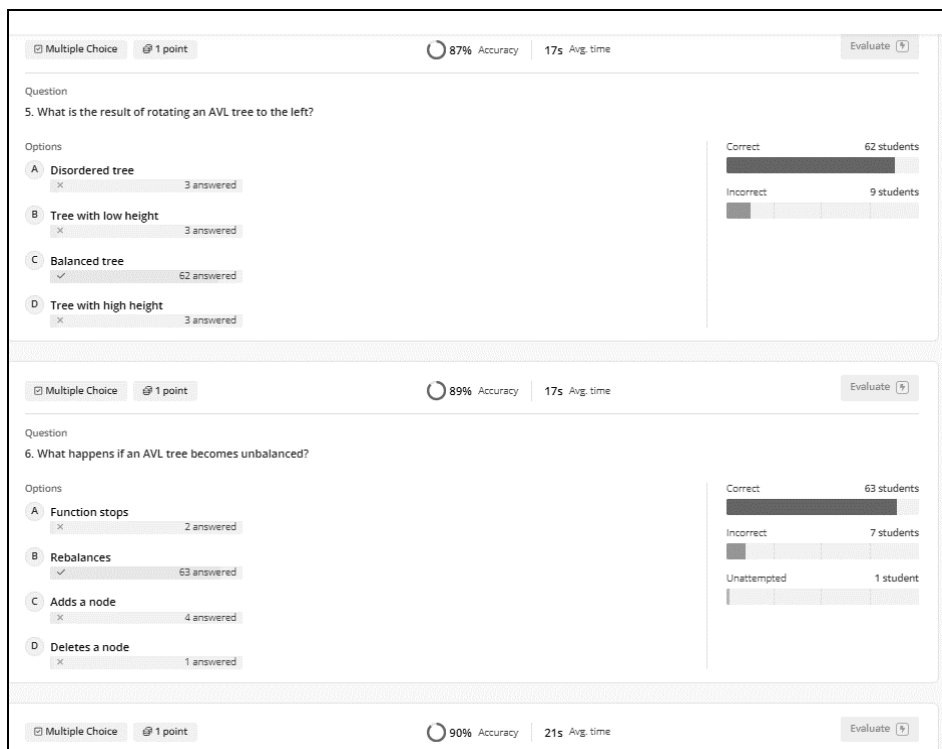 Multiple Choice 1 point 87% Accuracy 17s Avg. time Evaluate
Question
5. What is the result of rotating an AVL tree to the left?
Options
A Disordered tree
3 answered
B Tree with low height
3 answered
C Balanced tree
62 answered
D Tree with high height
3 answered
Correct 62 students
Incorrect 9 students
Multiple Choice 1 point 89% Accuracy 17s Avg. time Evaluate
Question
6. What happens if an AVL tree becomes unbalanced?
Options
A Function stops
2 answered
B Rebalances
63 answered
C Adds a node
4 answered
D Deletes a node
1 answered
Correct 63 students
Incorrect 7 students
Unattempted 1 student
Multiple Choice 1 point 90% Accuracy 21s Avg. time Evaluate